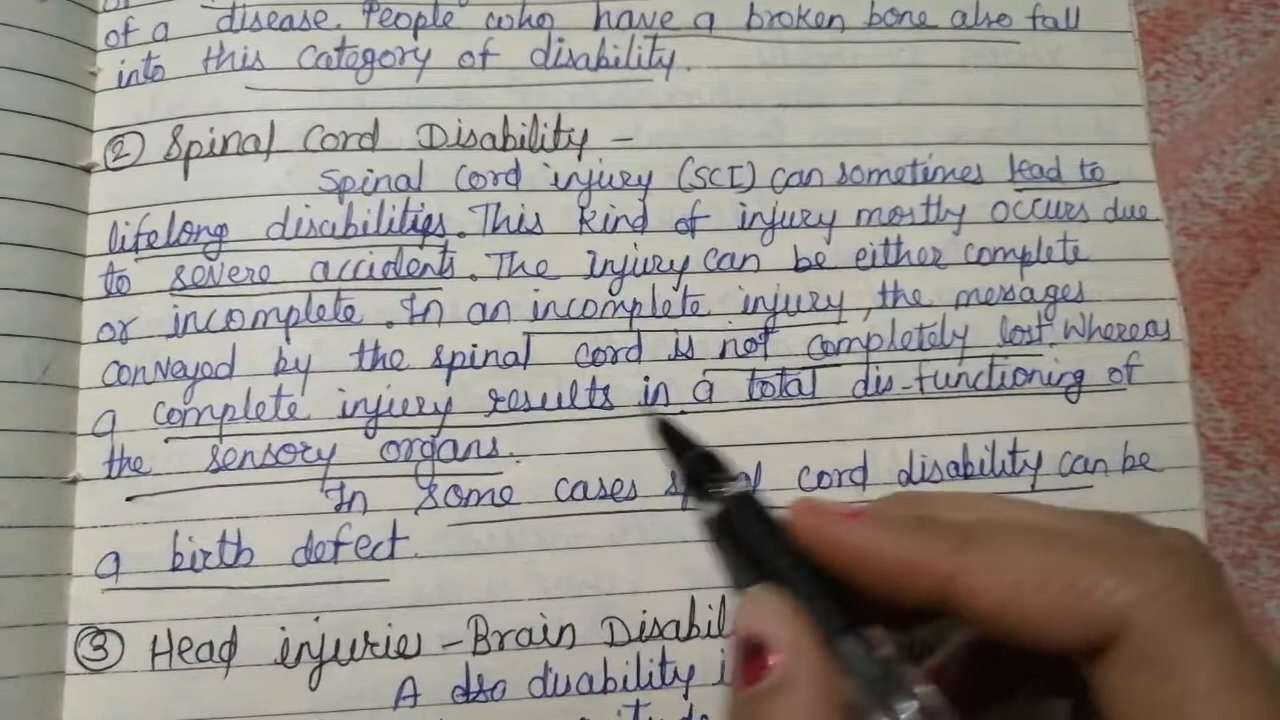 of a disease. People who have a broken bone also fall
into this category of disability.
② Spinal Cord Disability -
Spinal Cord injury (SCI) can sometimes lead to
lifelong disabilities. This kind of injury mostly occurs due
to severe accidents. The injury can be either complete
or incomplete. In an incomplete injury, the messages
conveyed by the spinal cord is not completely lost. Whereas
a complete injury results in a total dis-functioning of
the sensory organs.
In some cases cord disability can be
a birth defect.
③ Head injuries - Brain Disabil
A